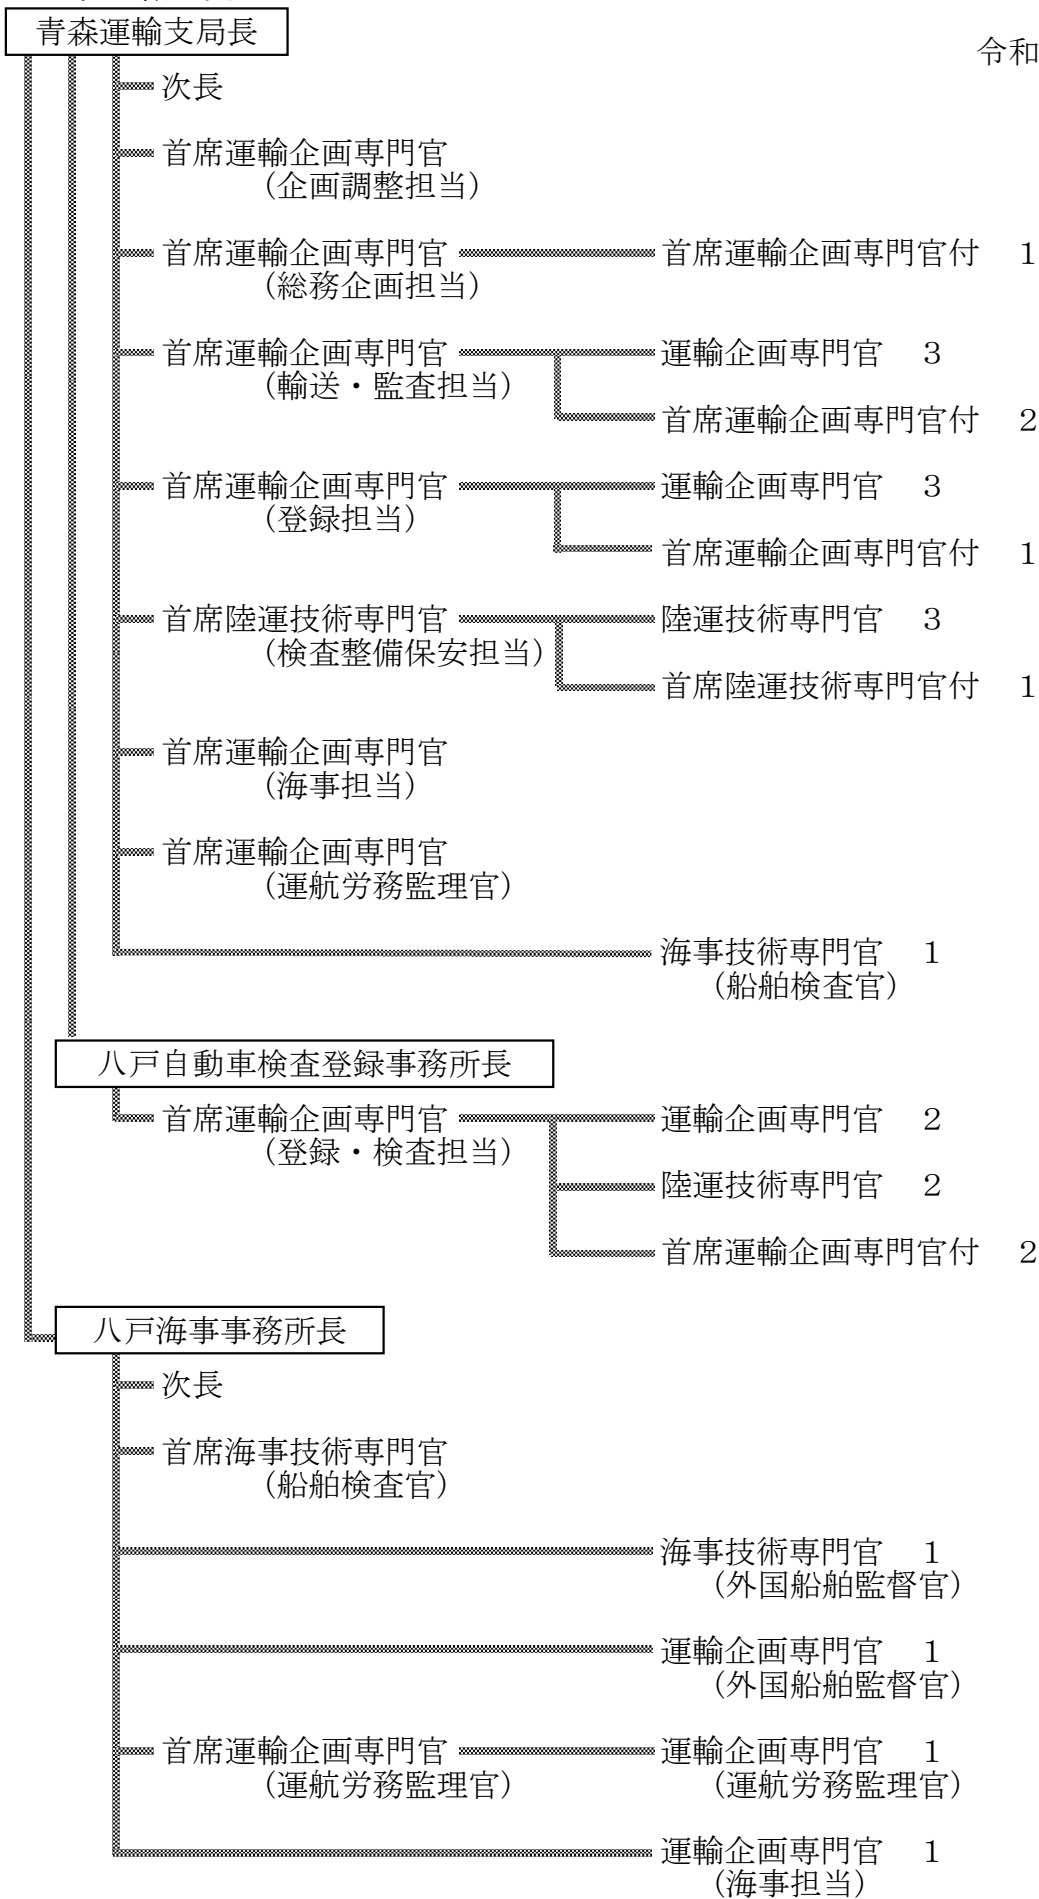 青森運輸支局長
令和
次長
首席運輸企画専門官
（企画調整担当）
首席運輸企画専門官 首席運輸企画専門官付 １
（総務企画担当）
首席運輸企画専門官 運輸企画専門官 ３
（輸送・監査担当）
首席運輸企画専門官付 ２
首席運輸企画専門官 運輸企画専門官 ３
（登録担当）
首席運輸企画専門官付 １
首席陸運技術専門官 陸運技術専門官 ３
（検査整備保安担当）
首席陸運技術専門官付 １
首席運輸企画専門官
（海事担当）
首席運輸企画専門官
（運航労務監理官）
海事技術専門官 １
（船舶検査官）
八戸自動車検査登録事務所長
首席運輸企画専門官 運輸企画専門官 ２
（登録・検査担当）
陸運技術専門官 ２
首席運輸企画専門官付 ２
八戸海事事務所長
次長
首席海事技術専門官
（船舶検査官）
海事技術専門官 １
（外国船舶監督官）
運輸企画専門官 １
（外国船舶監督官）
首席運輸企画専門官 運輸企画専門官 １
（運航労務監理官） （運航労務監理官）
運輸企画専門官 １
（海事担当）